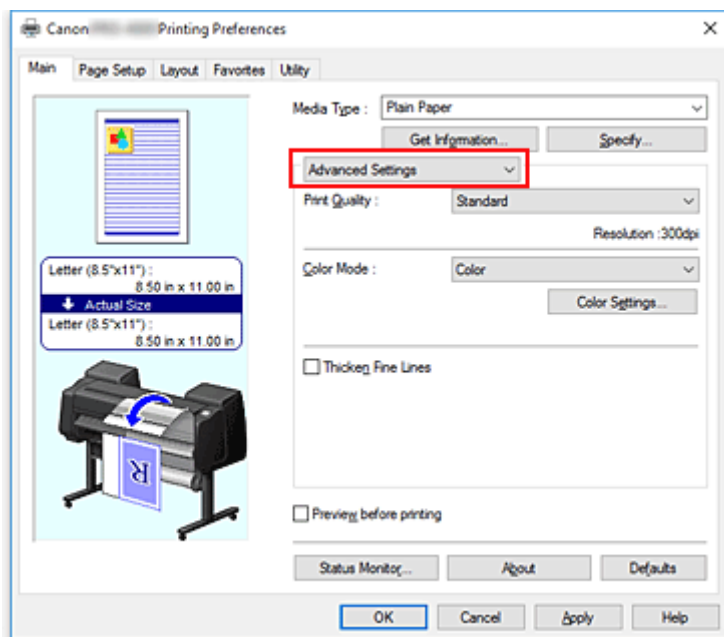 Canon Printing Preferences
Main Page Setup Layout Favorites Utility
Media Type : Plain Paper
Get Information... Specify...
Advanced Settings
Print Quality : Standard
Resolution :300dpi
Letter (8.5"x11") :
8.50 in x 11.00 in
Actual Size
Letter (8.5"x11") :
8.50 in x 11.00 in
Color Mode : Color
Color Settings...
Thicken Fine Lines
R
Preview before printing
Status Monitor... About Defaults
OK Cancel Apply Help